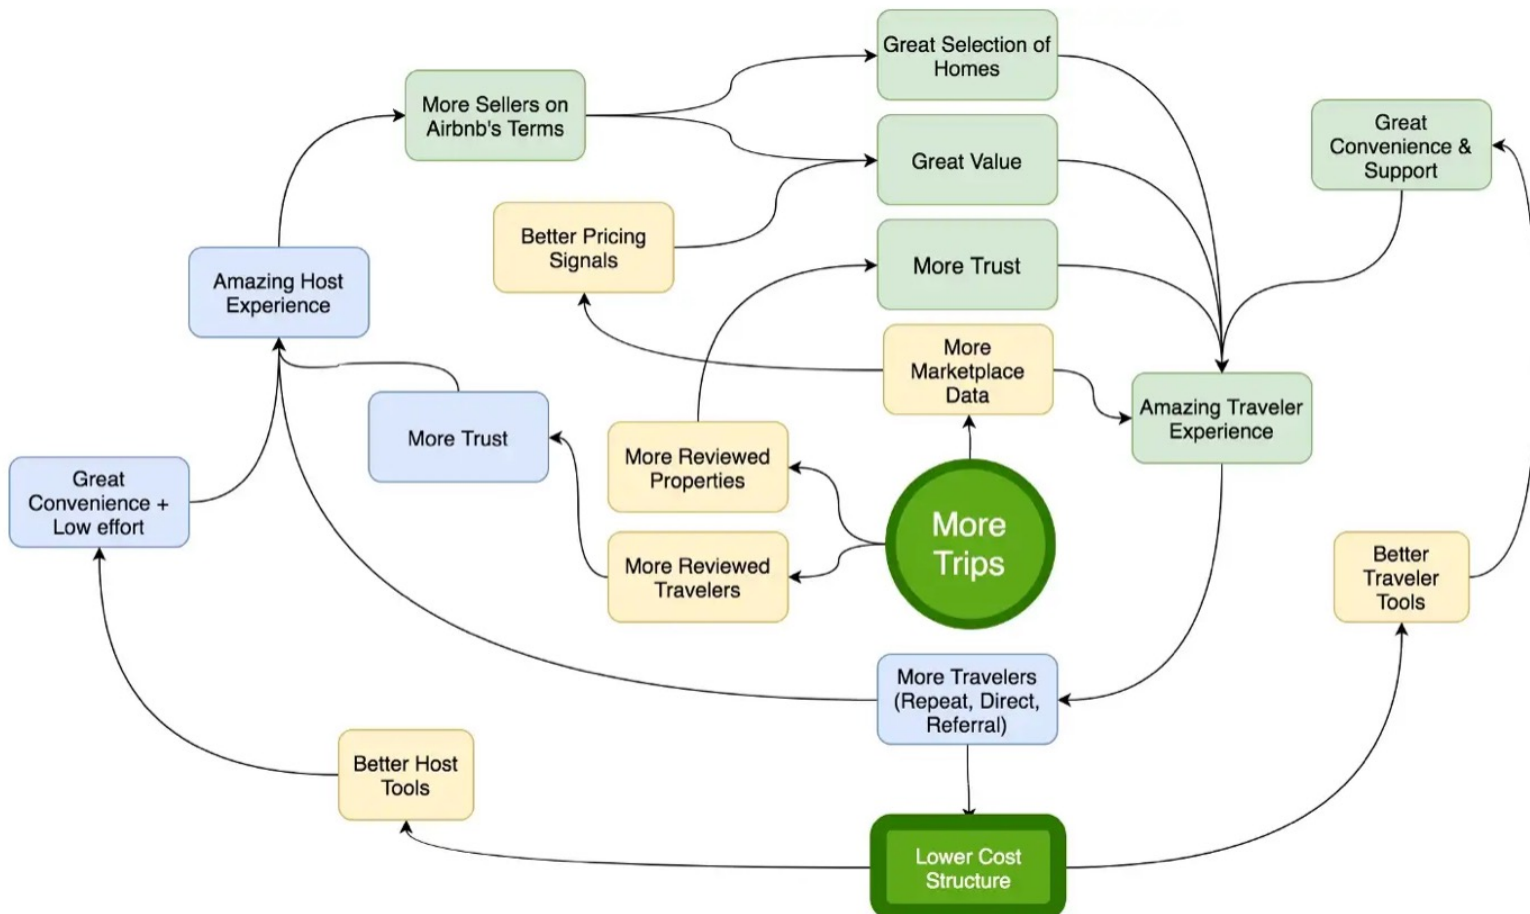 Great Selection of
Homes
More Sellers on
Airbnb's Terms
Great Value
Great
Convenience &
Support
Better Pricing
Signals
More Trust
Amazing Host
Experience
More
Marketplace
Data
Amazing Traveler
Experience
More Trust
More Reviewed
Properties
Great
Convenience +
Low effort
More
Trips
More Reviewed
Travelers
Better
Traveler
Tools
More Travelers
(Repeat, Direct,
Referral)
Better Host
Tools
Lower Cost
Structure